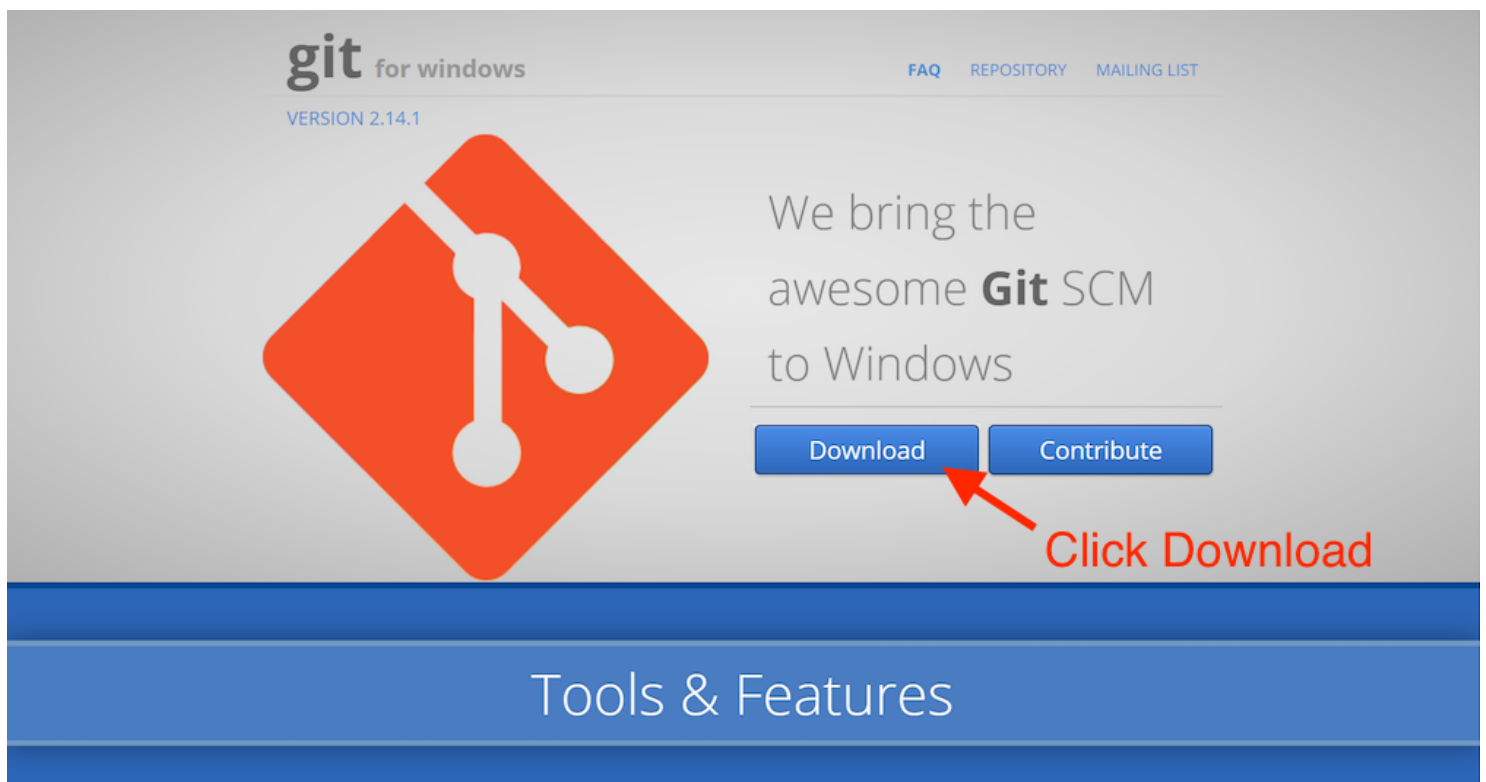 git for windows
FAQ REPOSITORY MAILING LIST
VERSION 2.14.1
We bring the
awesome Git SCM
to Windows
Download Contribute
Click Download
Tools & Features